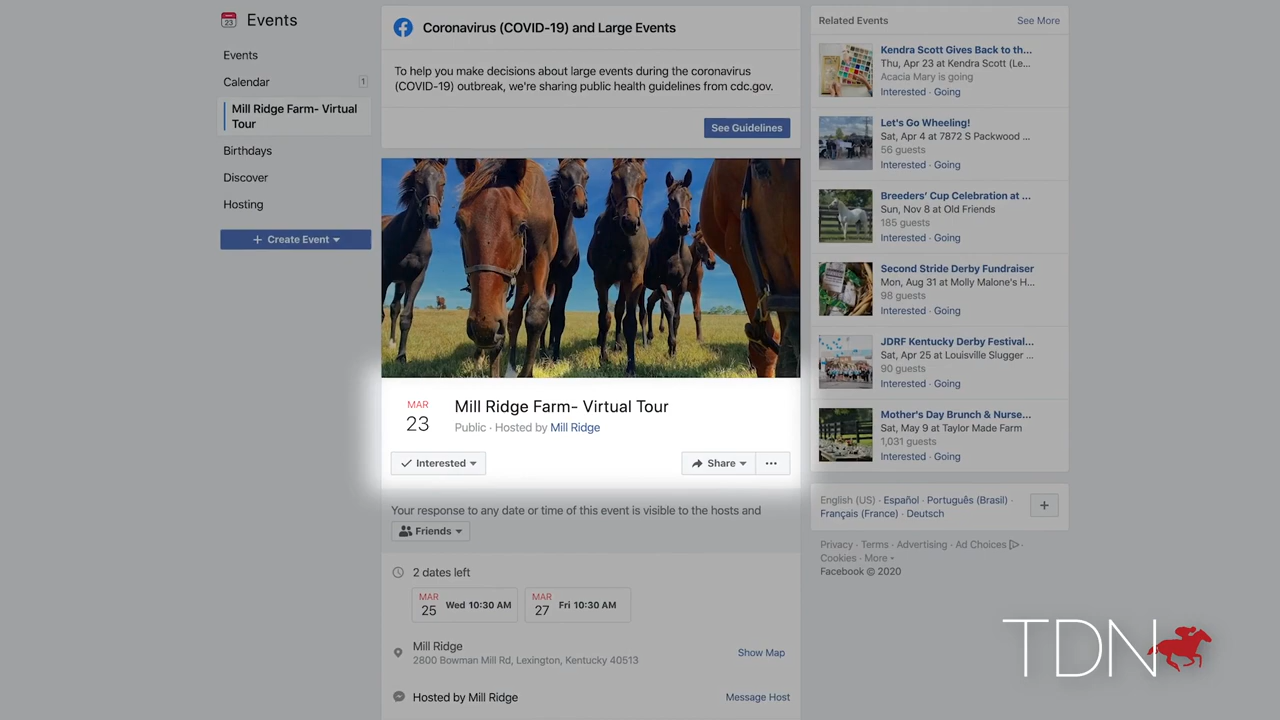 23
Events
Events
Calendar
1
Mill Ridge Farm- Virtual
Tour
Birthdays
Discover
Hosting
+ Create Event
Coronavirus (COVID-19) and Large Events
To help you make decisions about large events during the coronavirus
(COVID-19) outbreak, we're sharing public health guidelines from cdc.gov.
See Guidelines
MAR
23
Mill Ridge Farm- Virtual Tour
Public · Hosted by Mill Ridge
Interested
Share
...
Your response to any date or time of this event is visible to the hosts and
Friends
2 dates left
MAR
25
Wed 10:30 AM
MAR
27
Fri 10:30 AM
Mill Ridge
2800 Bowman Mill Rd, Lexington, Kentucky 40513
Show Map
Hosted by Mill Ridge
Message Host
Related Events
See More
Kendra Scott Gives Back to th...
Thu, Apr 23 at Kendra Scott (Le...
Acacia Mary is going
Interested · Going
Let's Go Wheeling!
Sat, Apr 4 at 7872 S Packwood ...
56 guests
Interested · Going
Breeders' Cup Celebration at ...
Sun, Nov 8 at Old Friends
185 guests
Interested · Going
Second Stride Derby Fundraiser
Mon, Aug 31 at Molly Malone's H...
98 guests
Interested · Going
JDRF Kentucky Derby Festival...
Sat, Apr 25 at Louisville Slugger ...
90 guests
Interested · Going
Mother's Day Brunch & Nurse...
Sat, May 9 at Taylor Made Farm
1,031 guests
Interested · Going
English (US) · Español · Português (Brasil) ·
Français (France) · Deutsch
+
Privacy · Terms · Advertising · Ad Choices ·
Cookies · More
Facebook © 2020
TDN